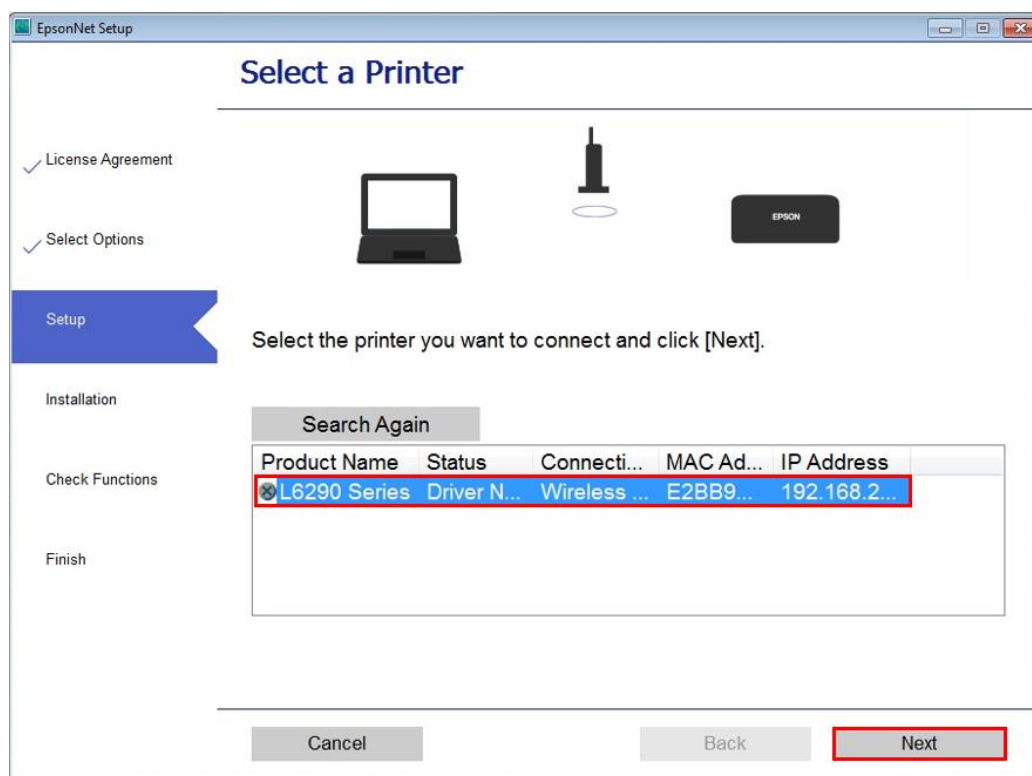 EpsonNet Setup
Select a Printer
License Agreement
Select Options
Setup
Installation
Check Functions
Finish
EPSON
Select the printer you want to connect and click [Next].
Search Again
Product Name Status Connecti... MAC Ad... IP Address
L6290 Series Driver N... Wireless ... E2BB9... 192.168.2...
Cancel Back Next